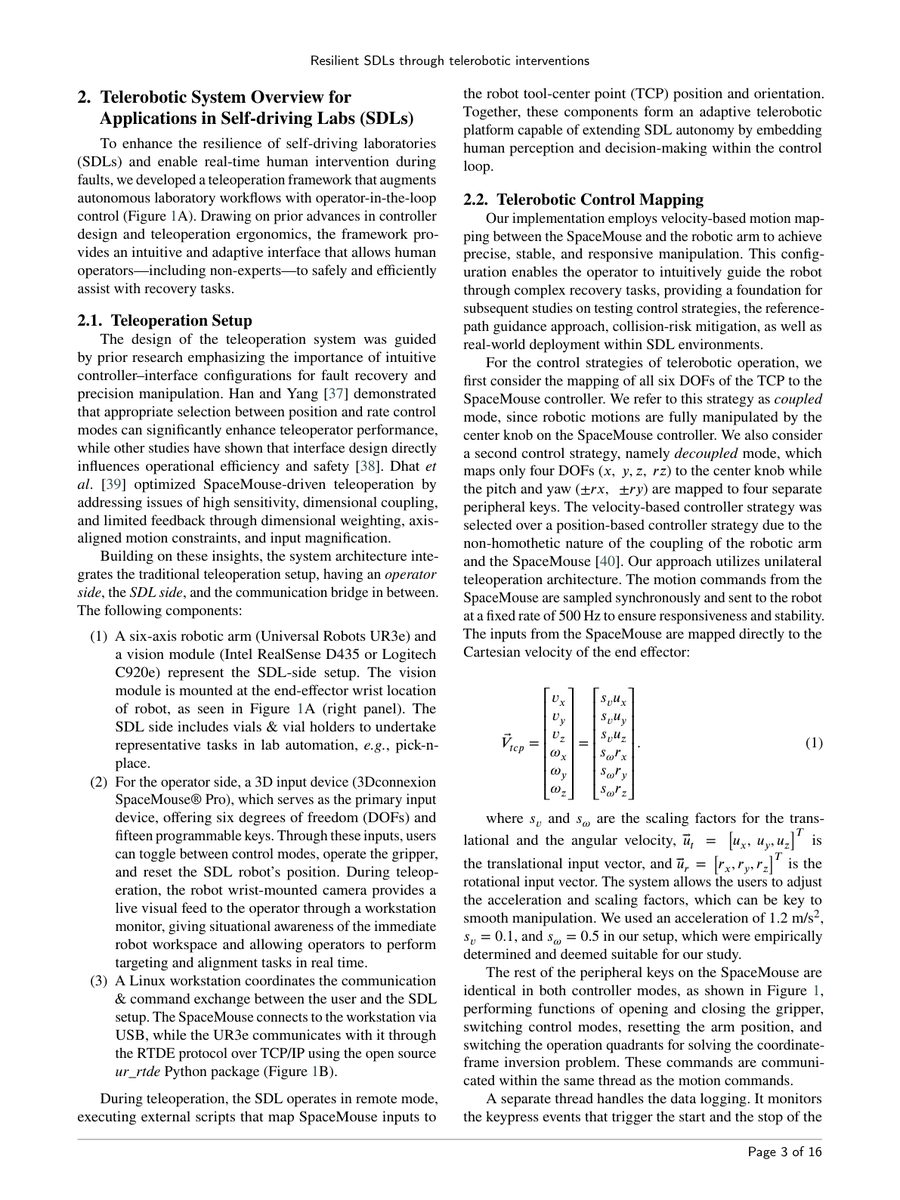 Resilient SDLs through telerobotic interventions
2. Telerobotic System Overview for
Applications in Self-driving Labs (SDLs)
To enhance the resilience of self-driving laboratories
(SDLs) and enable real-time human intervention during
faults, we developed a teleoperation framework that augments
autonomous laboratory workflows with operator-in-the-loop
control (Figure 1A). Drawing on prior advances in controller
design and teleoperation ergonomics, the framework pro-
vides an intuitive and adaptive interface that allows human
operators—including non-experts—to safely and efficiently
assist with recovery tasks.
2.1. Teleoperation Setup
The design of the teleoperation system was guided
by prior research emphasizing the importance of intuitive
controller–interface configurations for fault recovery and
precision manipulation. Han and Yang [37] demonstrated
that appropriate selection between position and rate control
modes can significantly enhance teleoperator performance,
while other studies have shown that interface design directly
influences operational efficiency and safety [38]. Dhat et
al. [39] optimized SpaceMouse-driven teleoperation by
addressing issues of high sensitivity, dimensional coupling,
and limited feedback through dimensional weighting, axis-
aligned motion constraints, and input magnification.
Building on these insights, the system architecture inte-
grates the traditional teleoperation setup, having an operator
side, the SDL side, and the communication bridge in between.
The following components:
(1) A six-axis robotic arm (Universal Robots UR3e) and
a vision module (Intel RealSense D435 or Logitech
C920e) represent the SDL-side setup. The vision
module is mounted at the end-effector wrist location
of robot, as seen in Figure 1A (right panel). The
SDL side includes vials & vial holders to undertake
representative tasks in lab automation, e.g., pick-n-
place.
(2) For the operator side, a 3D input device (3Dconnexion
SpaceMouse® Pro), which serves as the primary input
device, offering six degrees of freedom (DOFs) and
fifteen programmable keys. Through these inputs, users
can toggle between control modes, operate the gripper,
and reset the SDL robot's position. During teleop-
eration, the robot wrist-mounted camera provides a
live visual feed to the operator through a workstation
monitor, giving situational awareness of the immediate
robot workspace and allowing operators to perform
targeting and alignment tasks in real time.
(3) A Linux workstation coordinates the communication
& command exchange between the user and the SDL
setup. The SpaceMouse connects to the workstation via
USB, while the UR3e communicates with it through
the RTDE protocol over TCP/IP using the open source
ur_rtde Python package (Figure 1B).
During teleoperation, the SDL operates in remote mode,
executing external scripts that map SpaceMouse inputs to
the robot tool-center point (TCP) position and orientation.
Together, these components form an adaptive telerobotic
platform capable of extending SDL autonomy by embedding
human perception and decision-making within the control
loop.
2.2. Telerobotic Control Mapping
Our implementation employs velocity-based motion map-
ping between the SpaceMouse and the robotic arm to achieve
precise, stable, and responsive manipulation. This config-
uration enables the operator to intuitively guide the robot
through complex recovery tasks, providing a foundation for
subsequent studies on testing control strategies, the reference-
path guidance approach, collision-risk mitigation, as well as
real-world deployment within SDL environments.
For the control strategies of telerobotic operation, we
first consider the mapping of all six DOFs of the TCP to the
SpaceMouse controller. We refer to this strategy as coupled
mode, since robotic motions are fully manipulated by the
center knob on the SpaceMouse controller. We also consider
a second control strategy, namely decoupled mode, which
maps only four DOFs (x, y, z, rz) to the center knob while
the pitch and yaw (±rx, ±ry) are mapped to four separate
peripheral keys. The velocity-based controller strategy was
selected over a position-based controller strategy due to the
non-homothetic nature of the coupling of the robotic arm
and the SpaceMouse [40]. Our approach utilizes unilateral
teleoperation architecture. The motion commands from the
SpaceMouse are sampled synchronously and sent to the robot
at a fixed rate of 500 Hz to ensure responsiveness and stability.
The inputs from the SpaceMouse are mapped directly to the
Cartesian velocity of the end effector:
V⃗_tcp = [v_x v_y v_z ω_x ω_y ω_z] = [s_v u_x s_v u_y s_v u_z s_ω r_x s_ω r_y s_ω r_z]. (1)
where s_v and s_ω are the scaling factors for the trans-
lational and the angular velocity, u⃗_t = [u_x, u_y, u_z]^T is
the translational input vector, and u⃗_r = [r_x, r_y, r_z]^T is the
rotational input vector. The system allows the users to adjust
the acceleration and scaling factors, which can be key to
smooth manipulation. We used an acceleration of 1.2 m/s²,
s_v = 0.1, and s_ω = 0.5 in our setup, which were empirically
determined and deemed suitable for our study.
The rest of the peripheral keys on the SpaceMouse are
identical in both controller modes, as shown in Figure 1,
performing functions of opening and closing the gripper,
switching control modes, resetting the arm position, and
switching the operation quadrants for solving the coordinate-
frame inversion problem. These commands are communi-
cated within the same thread as the motion commands.
A separate thread handles the data logging. It monitors
the keypress events that trigger the start and the stop of the
Page 3 of 16